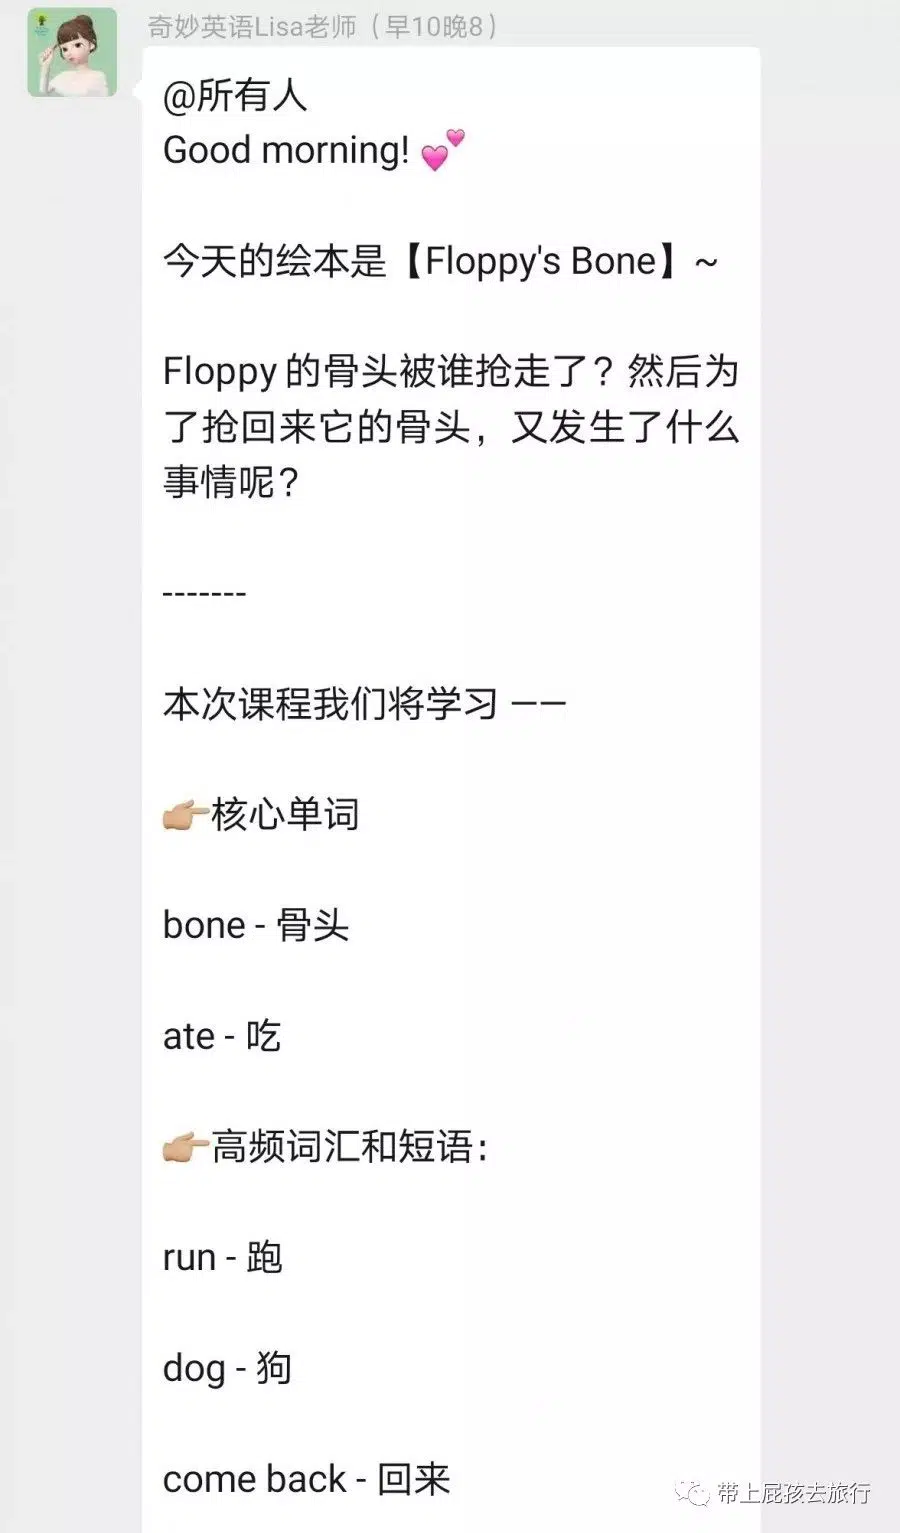 奇妙英语Lisa老师（早10晚8）
@所有人
Good morning! 💕
今天的绘本是【Floppy's Bone】~
Floppy 的骨头被谁抢走了？然后为
了抢回来它的骨头，又发生了什么
事情呢？
-------
本次课程我们将学习 ——
👉🏼核心单词
bone - 骨头
ate - 吃
👉🏼高频词汇和短语：
run - 跑
dog - 狗
come back - 回来
带上屁孩去旅行